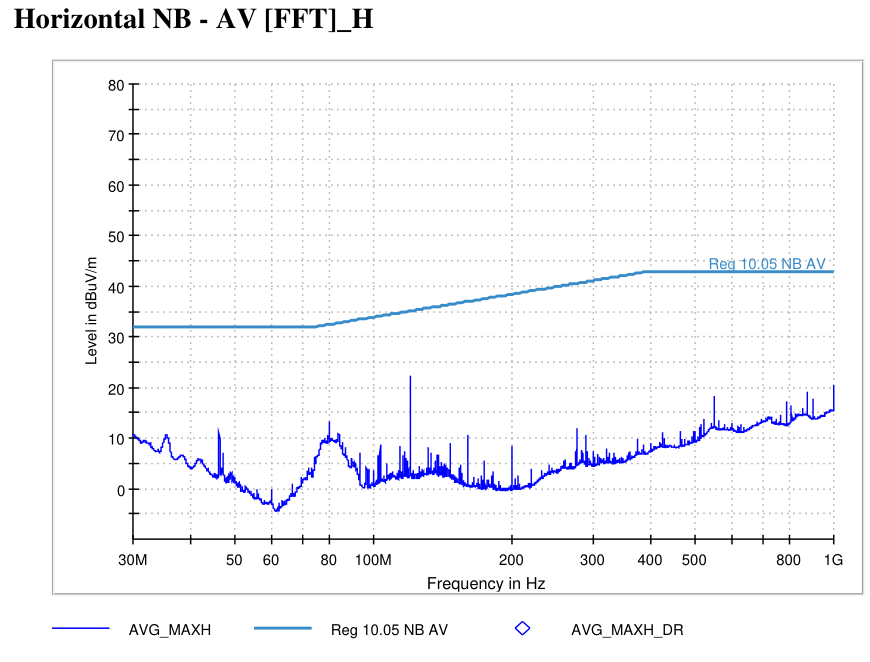 Horizontal NB - AV [FFT]_H
80
70
60
50
40
30
20
10
0
Level in dBuV/m
Reg 10.05 NB AV
30M 50 60 80 100M 200 300 400 500 800 1G
Frequency in Hz
AVG_MAXH Reg 10.05 NB AV AVG_MAXH_DR